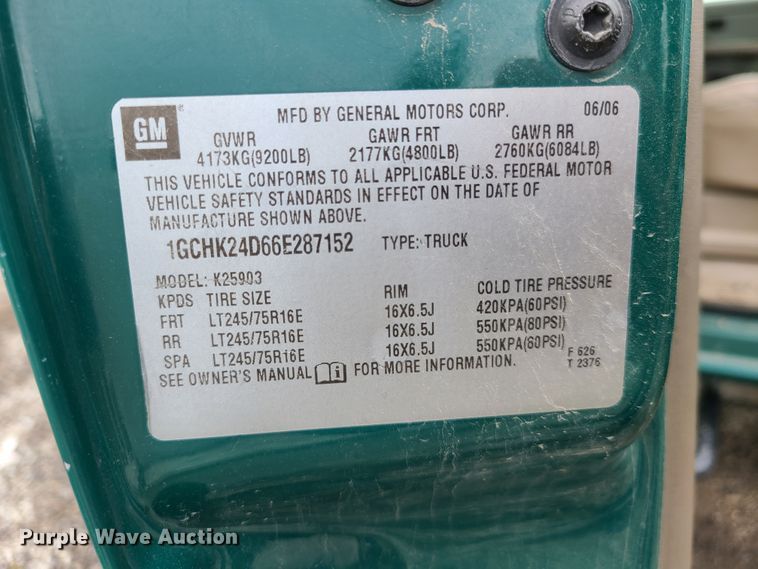 GM ®
MFD BY GENERAL MOTORS CORP. 06/06
GVWR GAWR FRT GAWR RR
4173KG(9200LB) 2177KG(4800LB) 2760KG(6084LB)
THIS VEHICLE CONFORMS TO ALL APPLICABLE U.S. FEDERAL MOTOR
VEHICLE SAFETY STANDARDS IN EFFECT ON THE DATE OF
MANUFACTURE SHOWN ABOVE.
1GCHK24D66E287152 TYPE: TRUCK
MODEL: K25903
KPDS TIRE SIZE RIM COLD TIRE PRESSURE
FRT LT245/75R16E 16X6.5J 420KPA(60PSI)
RR LT245/75R16E 16X6.5J 550KPA(80PSI)
SPA LT245/75R16E 16X6.5J 550KPA(60PSI)
SEE OWNER'S MANUAL i FOR MORE INFORMATION.
F 626
T 2376
Purple Wave Auction